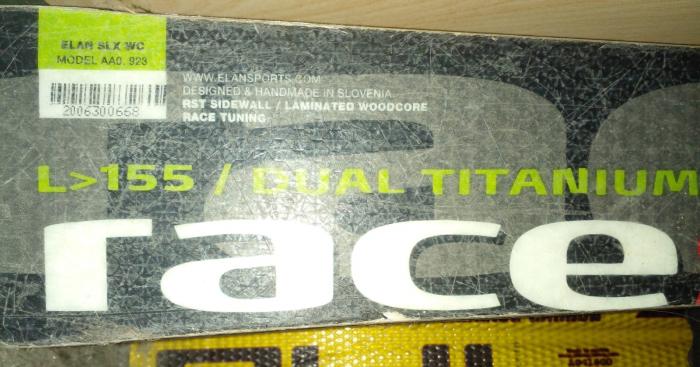 ELAN SLX WC
MODEL AA0. 923
2006300668
WWW.ELANSPORTS.COM
DESIGNED & HANDMADE IN SLOVENIA
RST SIDEWALL / LAMINATED WOODCORE
RACE TUNING
L>155 / DUAL TITANIUM
race